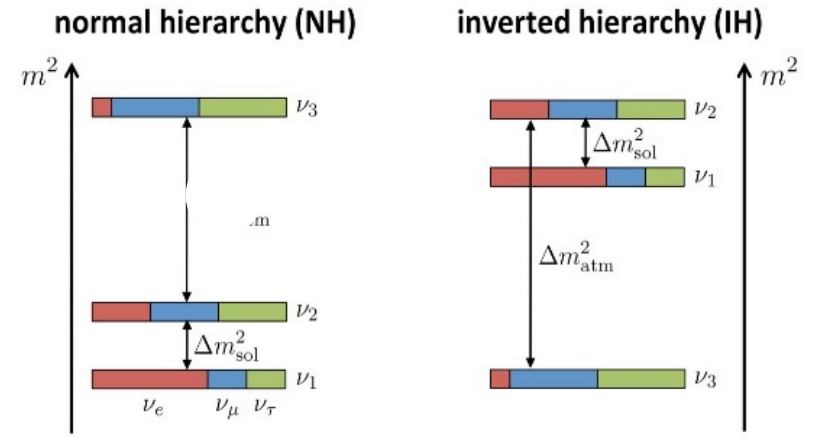 normal hierarchy (NH)
m²
ν₃
m
ν₂
Δm²sol
ν₁
νₑ νμ ντ
inverted hierarchy (IH)
m²
ν₂
Δm²sol
ν₁
Δm²atm
ν₃